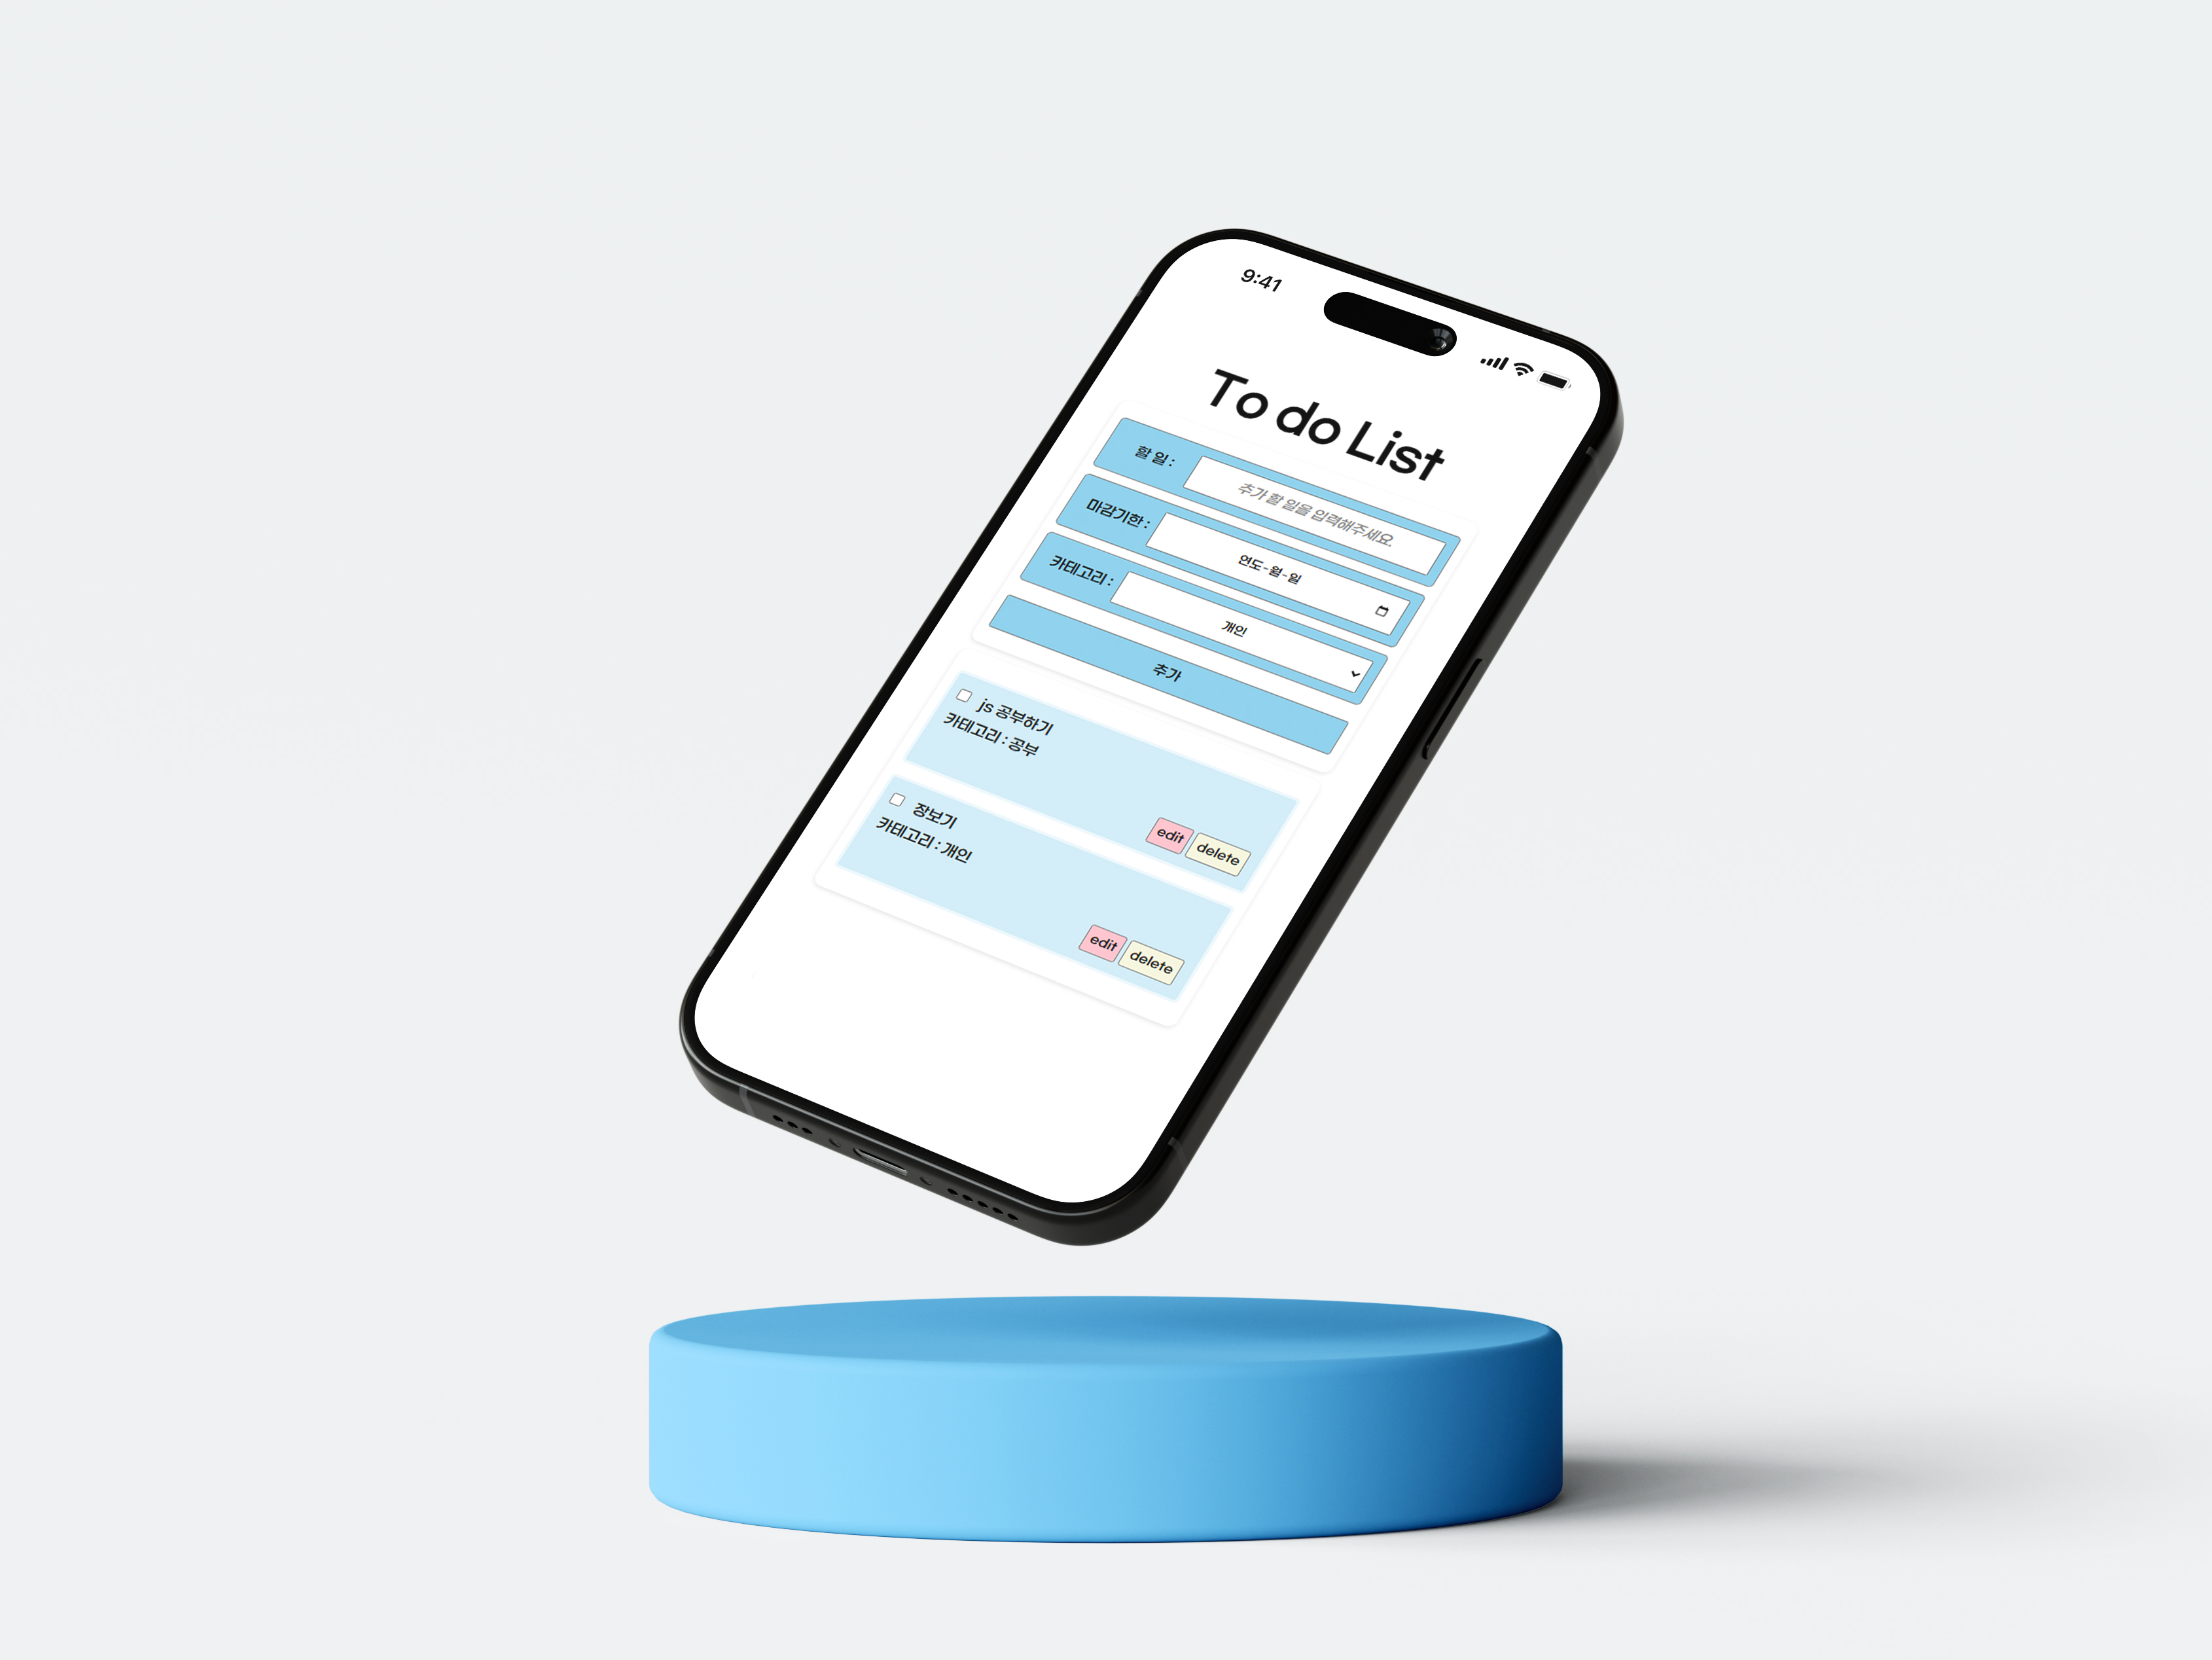 9:41
To do List
할 일 :
추가 할 일을 입력해주세요.
마감기한 :
연도-월-일
카테고리 :
개인
추가
js 공부하기
카테고리 : 공부
edit delete
장보기
카테고리 : 개인
edit delete